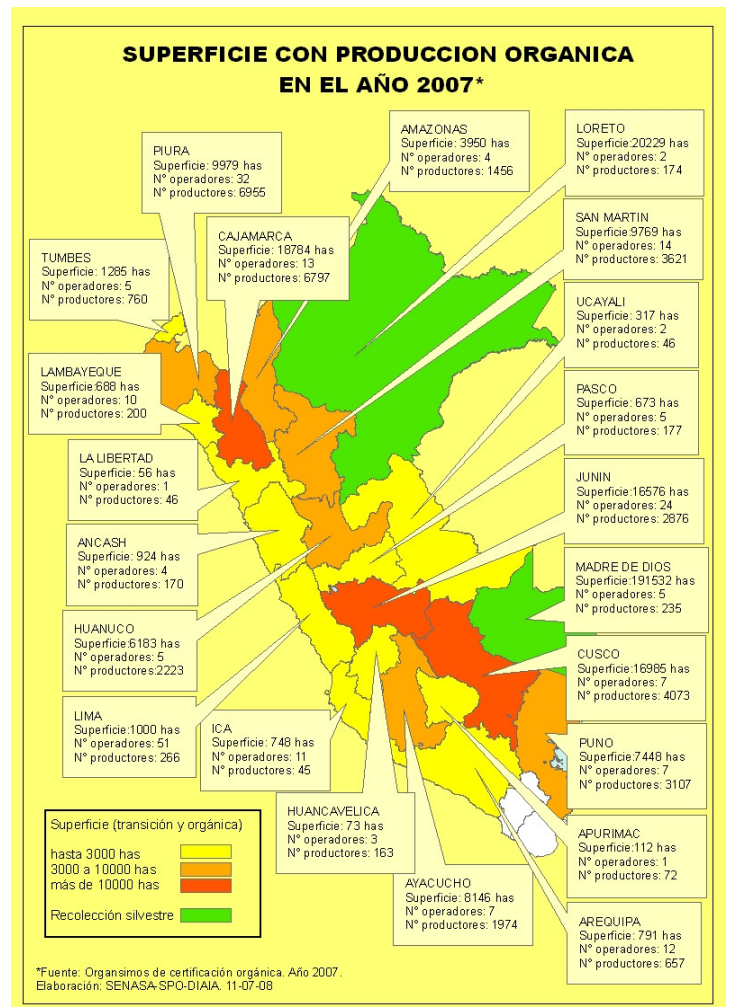 SUPERFICIE CON PRODUCCION ORGANICA
EN EL AÑO 2007*
AMAZONAS
Superficie: 3950 has
N° operadores: 4
N° productores: 1456
LORETO
Superficie:20229 has
N° operadores: 2
N° productores: 174
PIURA
Superficie: 9979 has
N° operadores: 32
N° productores: 6955
SAN MARTIN
Superficie:9769 has
N° operadores: 14
N° productores: 3621
CAJAMARCA
Superficie: 18784 has
N° operadores: 13
N° productores: 6797
TUMBES
Superficie: 1285 has
N° operadores: 5
N° productores: 760
UCAYALI
Superficie: 317 has
N° operadores: 2
N° productores: 46
LAMBAYEQUE
Superficie:688 has
N° operadores: 10
N° productores: 200
PASCO
Superficie: 673 has
N° operadores: 5
N° productores: 177
LA LIBERTAD
Superficie: 56 has
N° operadores: 1
N° productores: 46
JUNIN
Superficie:16576 has
N° operadores: 24
N° productores: 2876
ANCASH
Superficie: 924 has
N° operadores: 4
N° productores: 170
MADRE DE DIOS
Superficie:191532 has
N° operadores: 5
N° productores: 235
HUANUCO
Superficie:6183 has
N° operadores: 5
N° productores:2223
CUSCO
Superficie:16985 has
N° operadores: 7
N° productores: 4073
LIMA
Superficie:1000 has
N° operadores: 51
N° productores: 266
ICA
Superficie: 748 has
N° operadores: 11
N° productores: 45
PUNO
Superficie:7448 has
N° operadores: 7
N° productores: 3107
HUANCAVELICA
Superficie: 73 has
N° operadores: 3
N° productores: 163
APURIMAC
Superficie:112 has
N° operadores: 1
N° productores: 72
AYACUCHO
Superficie: 8146 has
N° operadores: 7
N° productores: 1974
AREQUIPA
Superficie: 791 has
N° operadores: 12
N° productores: 657
Superficie (transición y orgánica)
hasta 3000 has
3000 a 10000 has
más de 10000 has
Recolección silvestre
*Fuente: Organsimos de certificación orgánica. Año 2007.
Elaboración: SENASA-SPO-DIAIA. 11-07-08